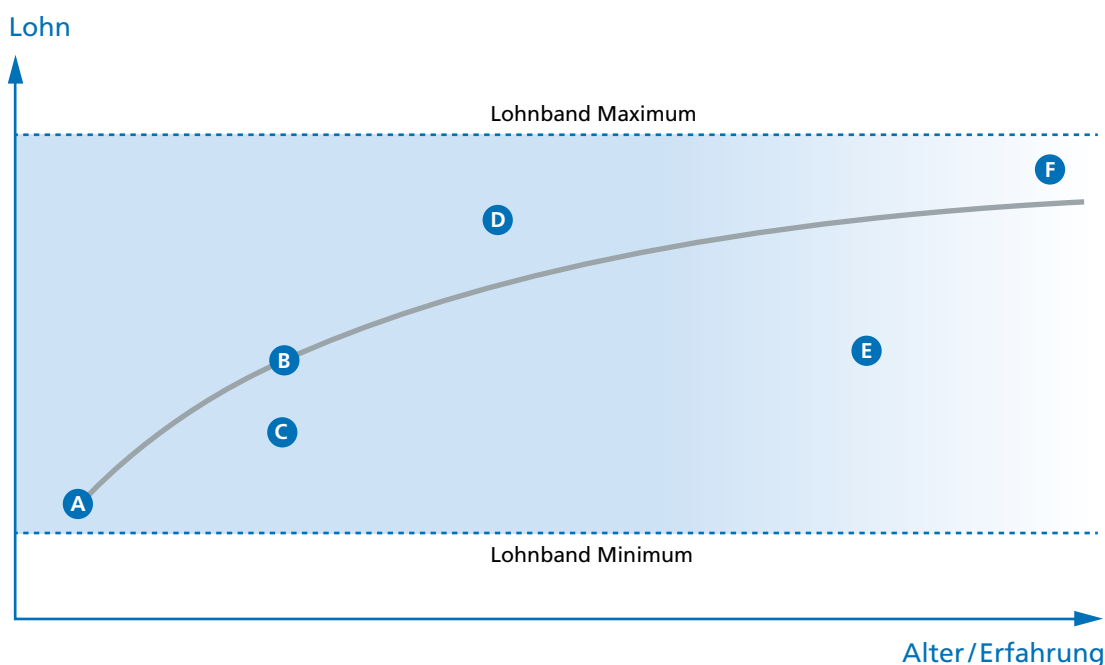 Lohn
Lohnband Maximum
F
D
B
E
C
A
Lohnband Minimum
Alter/Erfahrung